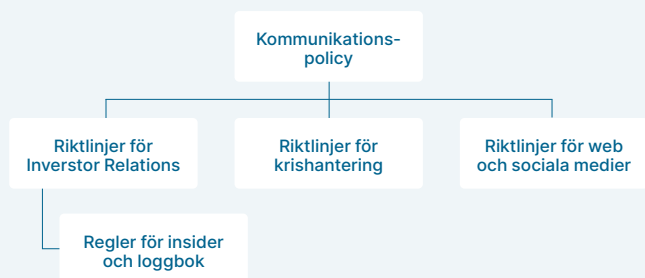 Kommunikations-
policy
Riktlinjer för
Inverstor Relations
Riktlinjer för
krishantering
Riktlinjer för web
och sociala medier
Regler för insider
och loggbok